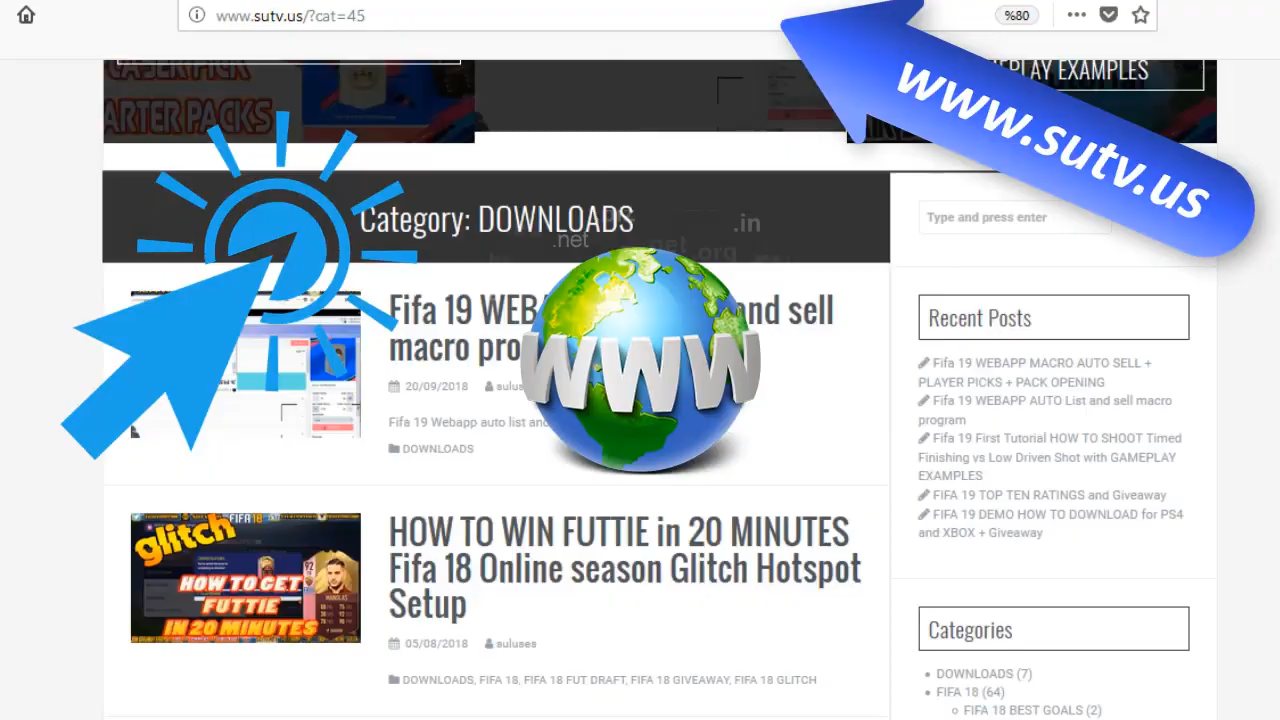 www.sutv.us/?cat=45
%80
www.sutv.us
ARTER PACKS
EPLAY EXAMPLES
Category: DOWNLOADS
.net
.in
.org
Type and press enter
Fifa 19 WEB
nd sell
macro pro
20/09/2018
sulus
Fifa 19 Webapp auto list an
DOWNLOADS
WWW
HOW TO WIN FUTTIE in 20 MINUTES
Fifa 18 Online season Glitch Hotspot
Setup
05/08/2018 suluses
DOWNLOADS, FIFA 18, FIFA 18 FUT DRAFT, FIFA 18 GIVEAWAY, FIFA 18 GLITCH
glitch
FIFA 18
HOW TO GET
FUTTIE
IN 20 MINUTES
92
MANOLAS
Recent Posts
Fifa 19 WEBAPP MACRO AUTO SELL +
PLAYER PICKS + PACK OPENING
Fifa 19 WEBAPP AUTO List and sell macro
program
Fifa 19 First Tutorial HOW TO SHOOT Timed
Finishing vs Low Driven Shot with GAMEPLAY
EXAMPLES
FIFA 19 TOP TEN RATINGS and Giveaway
FIFA 19 DEMO HOW TO DOWNLOAD for PS4
and XBOX + Giveaway
Categories
DOWNLOADS (7)
FIFA 18 (64)
FIFA 18 BEST GOALS (2)